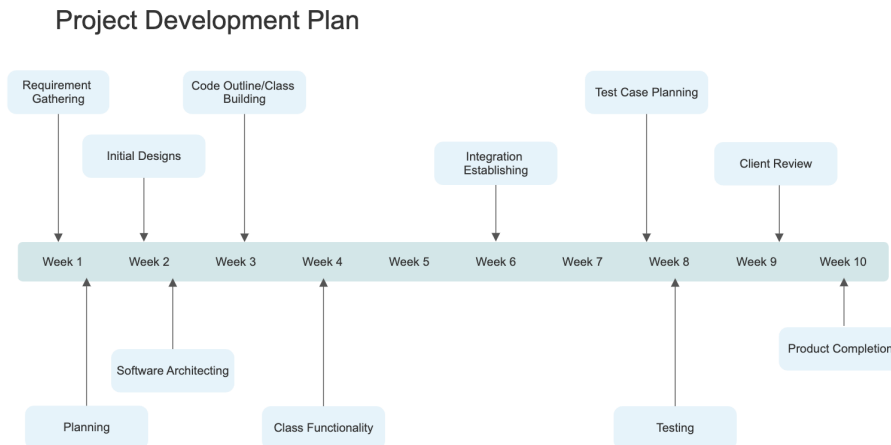 Project Development Plan
Requirement
Gathering
Code Outline/Class
Building
Test Case Planning
Initial Designs
Integration
Establishing
Client Review
Week 1
Week 2
Week 3
Week 4
Week 5
Week 6
Week 7
Week 8
Week 9
Week 10
Product Completion
Software Architecting
Planning
Class Functionality
Testing